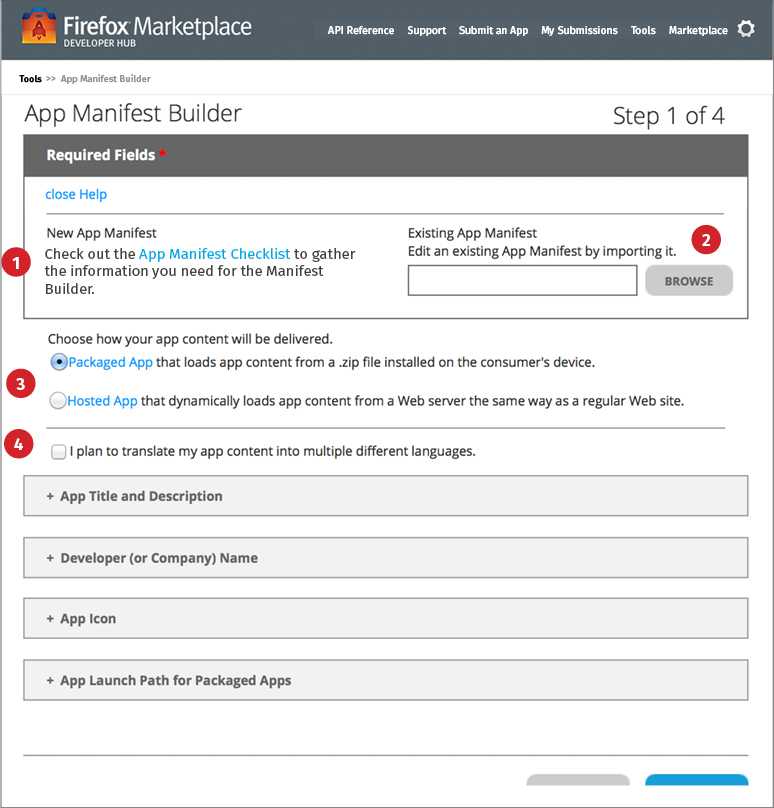 Firefox Marketplace
DEVELOPER HUB
API Reference Support Submit an App My Submissions Tools Marketplace
Tools >> App Manifest Builder
App Manifest Builder
Step 1 of 4
Required Fields *
close Help
New App Manifest
1
Check out the App Manifest Checklist to gather
the information you need for the Manifest
Builder.
Existing App Manifest
2
Edit an existing App Manifest by importing it.
BROWSE
Choose how your app content will be delivered.
Packaged App that loads app content from a .zip file installed on the consumer's device.
3
Hosted App that dynamically loads app content from a Web server the same way as a regular Web site.
4
I plan to translate my app content into multiple different languages.
+ App Title and Description
+ Developer (or Company) Name
+ App Icon
+ App Launch Path for Packaged Apps